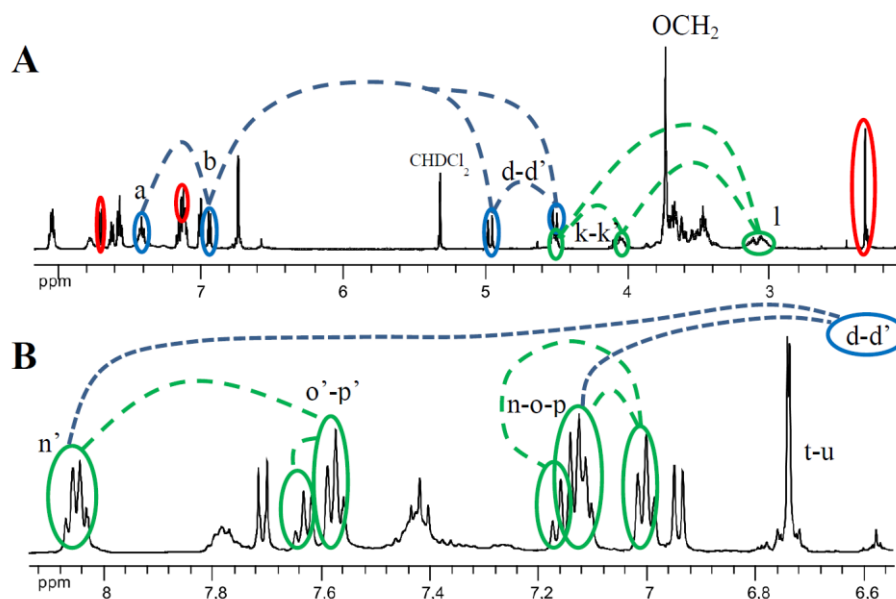 OCH₂
A
b
a
CHDCl₂
d-d'
k-k'
l
ppm 7 6 5 4 3
B
d-d'
o'-p'
n-o-p
n'
t-u
ppm 8 7.8 7.6 7.4 7.2 7 6.8 6.6